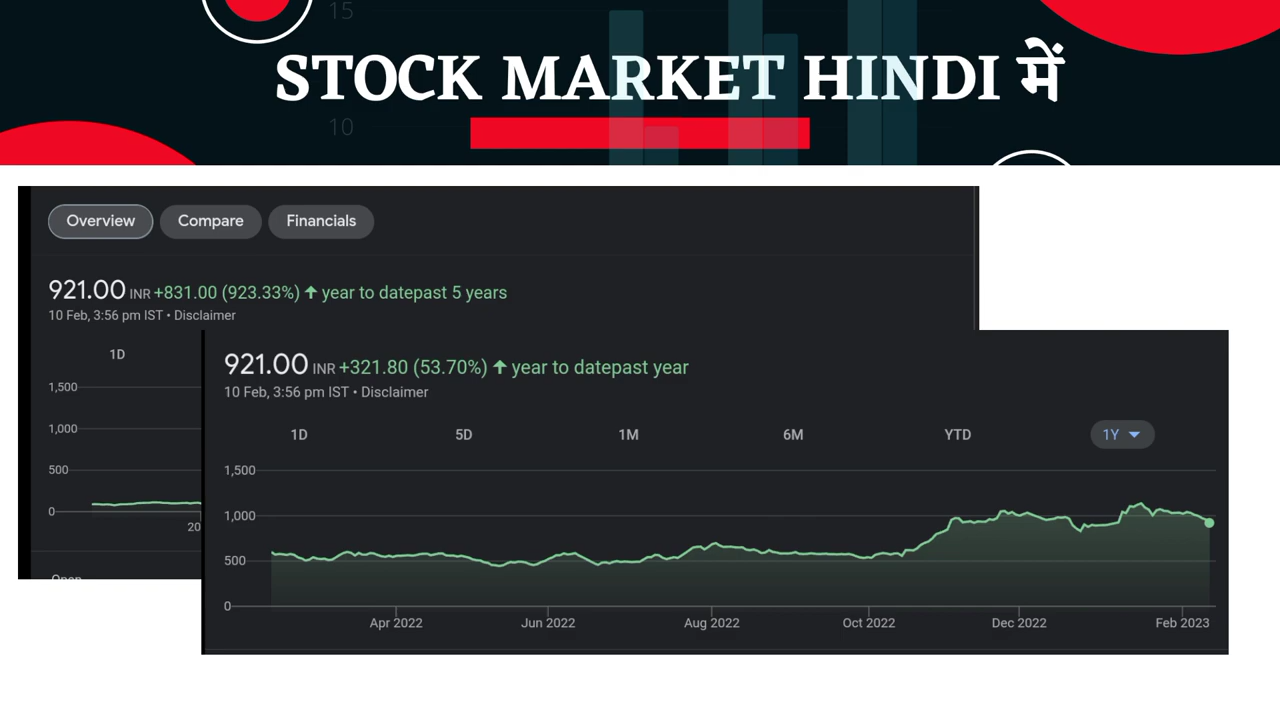 15
STOCK MARKET HINDI में
10
Overview Compare Financials
921.00 INR +831.00 (923.33%) ↑ year to datepast 5 years
10 Feb, 3:56 pm IST • Disclaimer
1D
1,500
1,000
500
0
20
Open
921.00 INR +321.80 (53.70%) ↑ year to datepast year
10 Feb, 3:56 pm IST • Disclaimer
1D 5D 1M 6M YTD 1Y
1,500
1,000
500
0
Apr 2022 Jun 2022 Aug 2022 Oct 2022 Dec 2022 Feb 2023